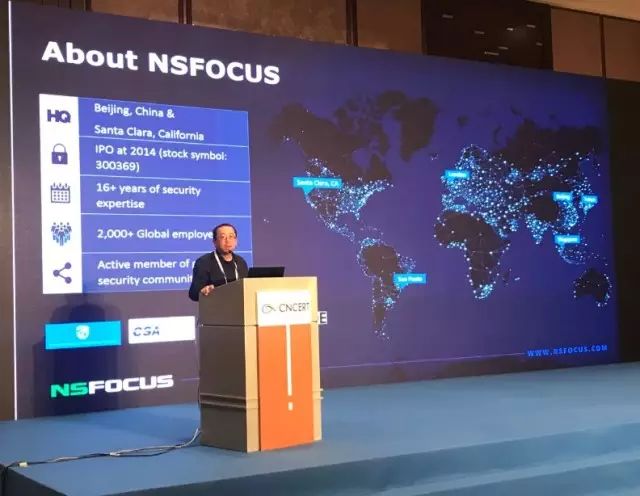 About NSFOCUS
HQ
Beijing, China &
Santa Clara, California
IPO at 2014 (stock symbol:
300369)
16+ years of security
expertise
2,000+ Global employe
Active member of
security communit
CSA
NSFOCUS
Santa Clara, CA
London
Beijing
Sao Paulo
CNCERT
WWW.NSFOCUS.COM